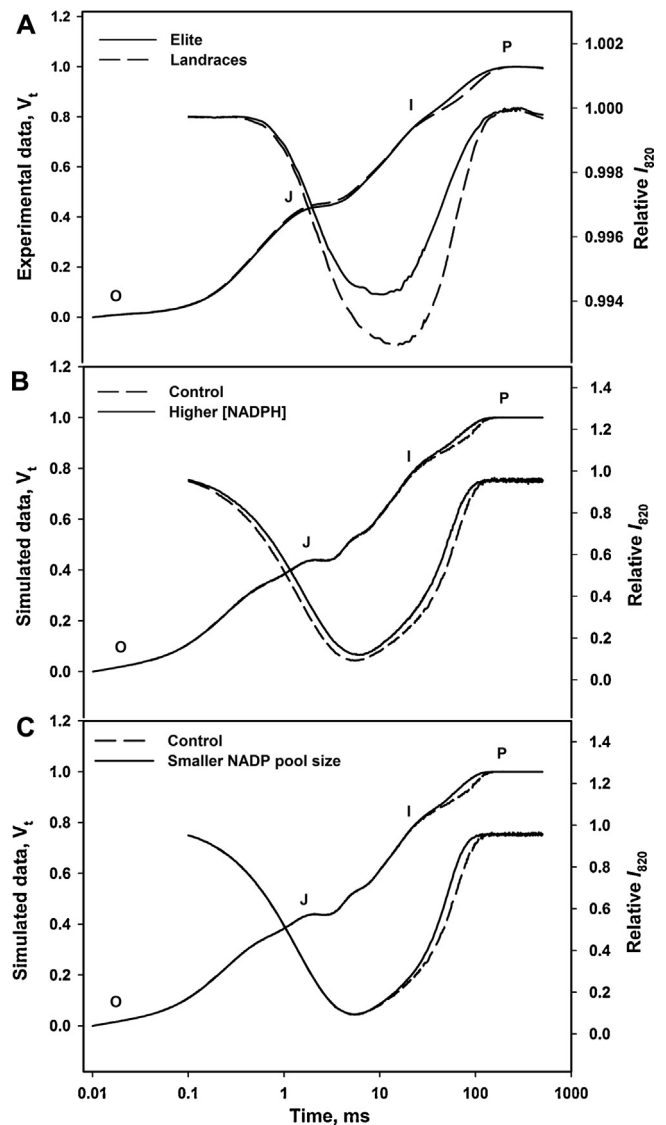 A
Elite
Landraces
P
I
J
O
1.2
1.0
0.8
0.6
0.4
0.2
0.0
Experimental data, Vt
1.002
1.000
0.998
0.996
0.994
Relative I820
B
Control
Higher [NADPH]
P
I
J
O
1.2
1.0
0.8
0.6
0.4
0.2
0.0
Simulated data, Vt
1.4
1.2
1.0
0.8
0.6
0.4
0.2
0.0
Relative I820
C
Control
Smaller NADP pool size
P
I
J
O
1.2
1.0
0.8
0.6
0.4
0.2
0.0
Simulated data, Vt
1.4
1.2
1.0
0.8
0.6
0.4
0.2
0.0
Relative I820
0.01 0.1 1 10 100 1000
Time, ms